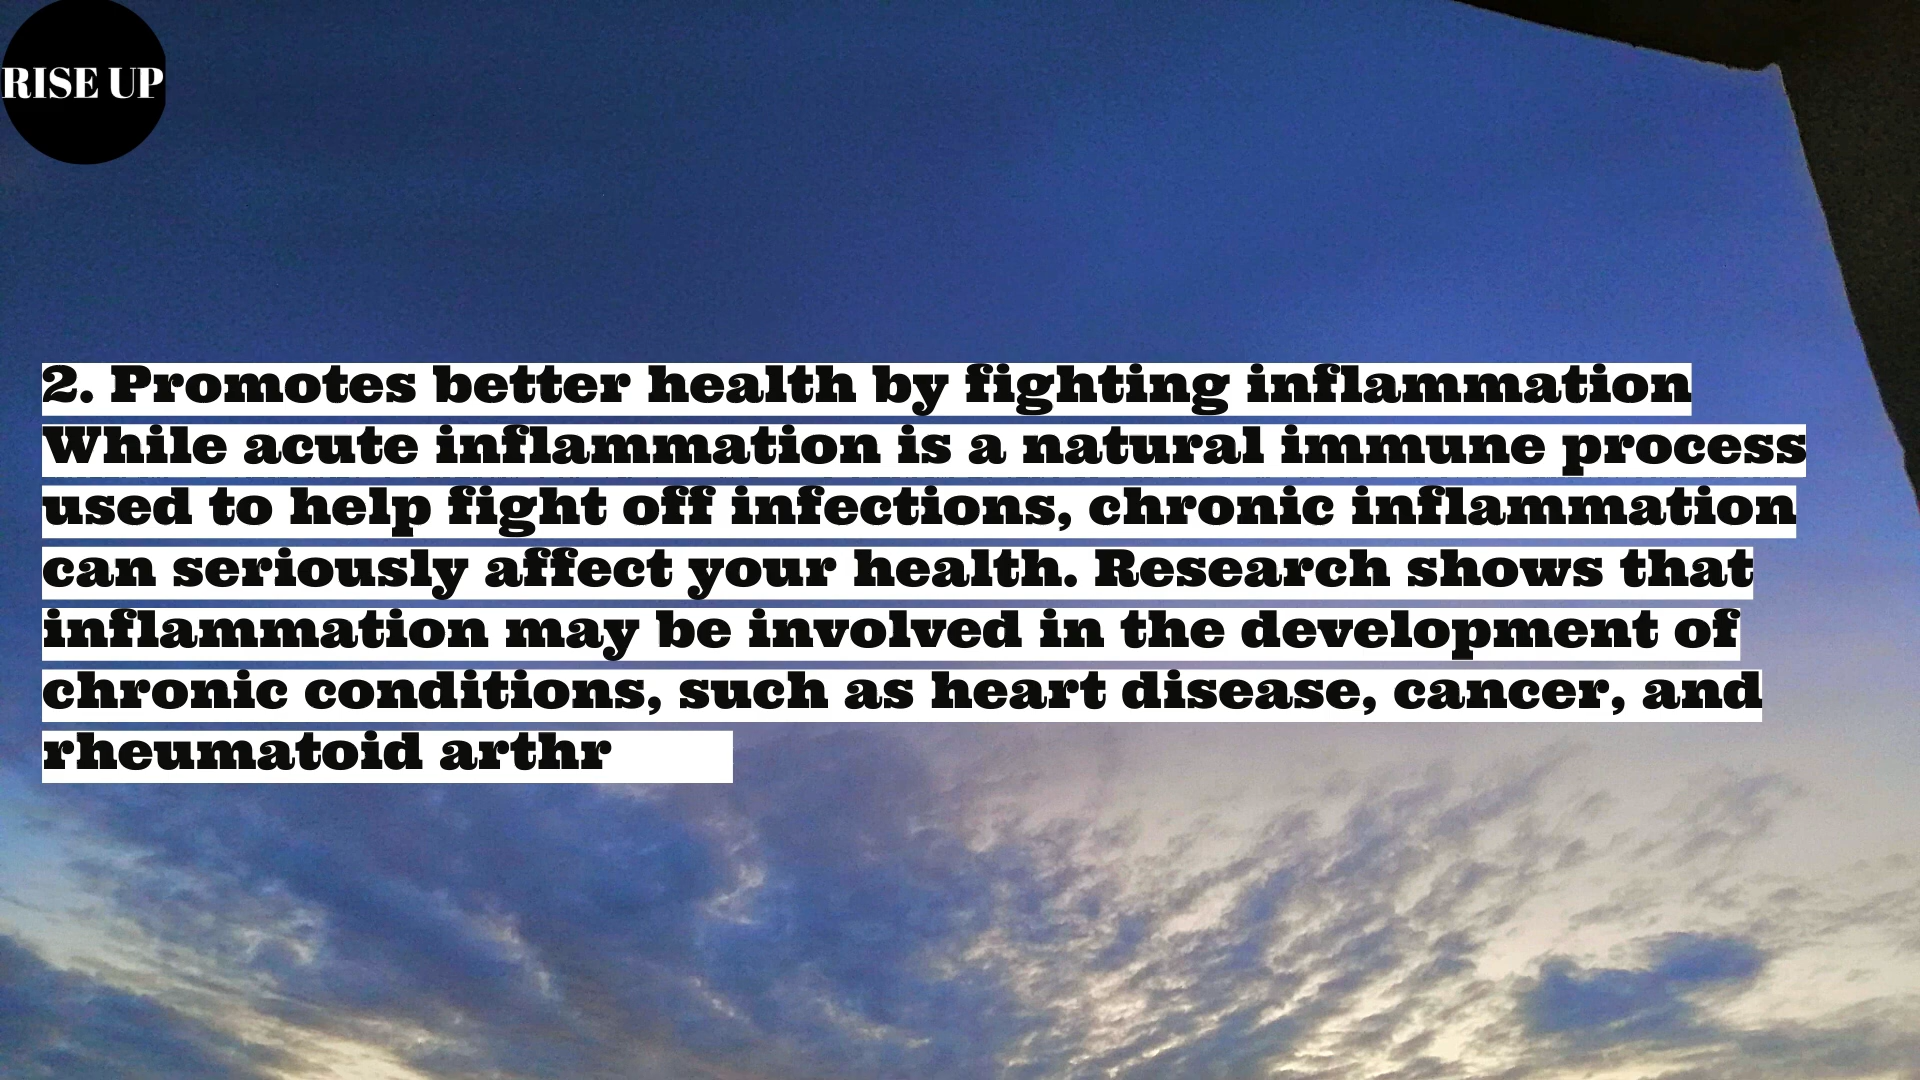 RISE UP
2. Promotes better health by fighting inflammation
While acute inflammation is a natural immune process
used to help fight off infections, chronic inflammation
can seriously affect your health. Research shows that
inflammation may be involved in the development of
chronic conditions, such as heart disease, cancer, and
rheumatoid arthr